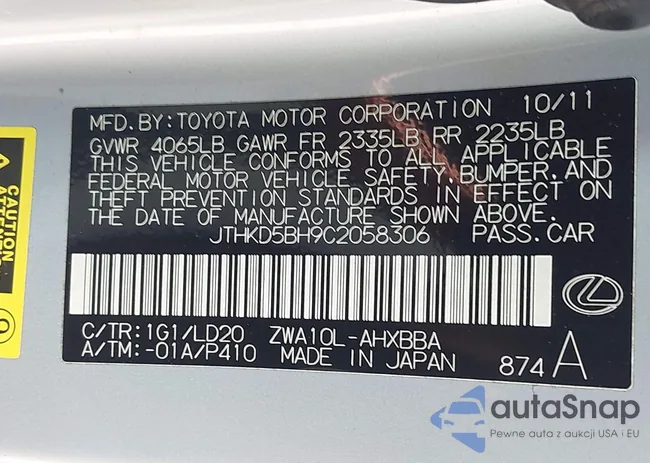 MFD.BY:TOYOTA MOTOR CORPORATION 10/11
GVWR 4065LB GAWR FR 2335LB RR 2235LB
THIS VEHICLE CONFORMS TO ALL APPLICABLE
FEDERAL MOTOR VEHICLE SAFETY,BUMPER,AND
THEFT PREVENTION STANDARDS IN EFFECT ON
THE DATE OF MANUFACTURE SHOWN ABOVE.
JTHKD5BH9C2058306 PASS.CAR
C/TR:1G1/LD20 ZWA10L-AHXBBA
A/TM:-01A/P410 MADE IN JAPAN 874A
CAUTION
autaSnap
Pewne auta z aukcji USA i EU